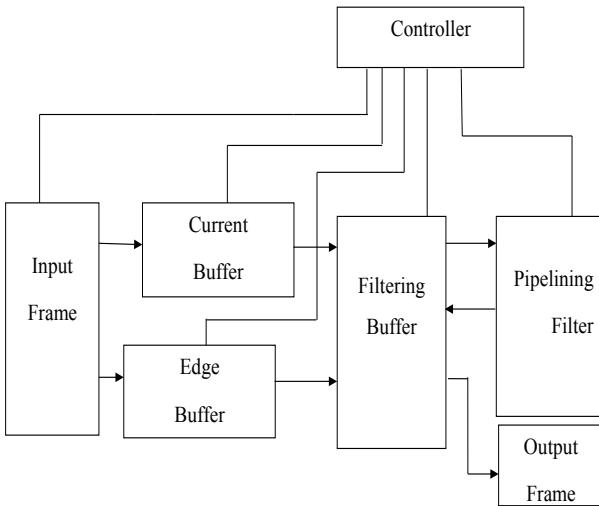 Controller
Input
Frame
Current
Buffer
Edge
Buffer
Filtering
Buffer
Pipelining
Filter
Output
Frame